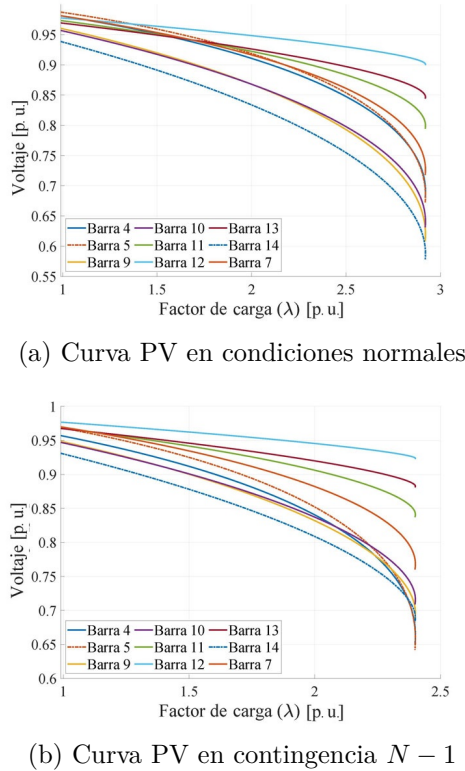 0.95
0.9
0.85
0.8
0.75
0.7
0.65
0.6
0.55
Voltaje [p. u.]
Barra 4 Barra 10 Barra 13
Barra 5 Barra 11 Barra 14
Barra 9 Barra 12 Barra 7
1 1.5 2 2.5 3
Factor de carga (λ) [p. u.]
(a) Curva PV en condiciones normales
1
0.95
0.9
0.85
0.8
0.75
0.7
0.65
0.6
Voltaje [p. u.]
Barra 4 Barra 10 Barra 13
Barra 5 Barra 11 Barra 14
Barra 9 Barra 12 Barra 7
1 1.5 2 2.5
Factor de carga (λ) [p. u.]
(b) Curva PV en contingencia N − 1